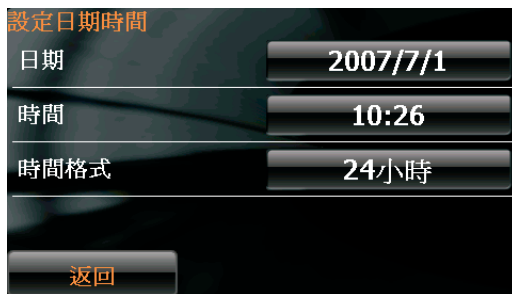 設定日期時間
日期 2007/7/1
時間 10:26
時間格式 24小時
返回